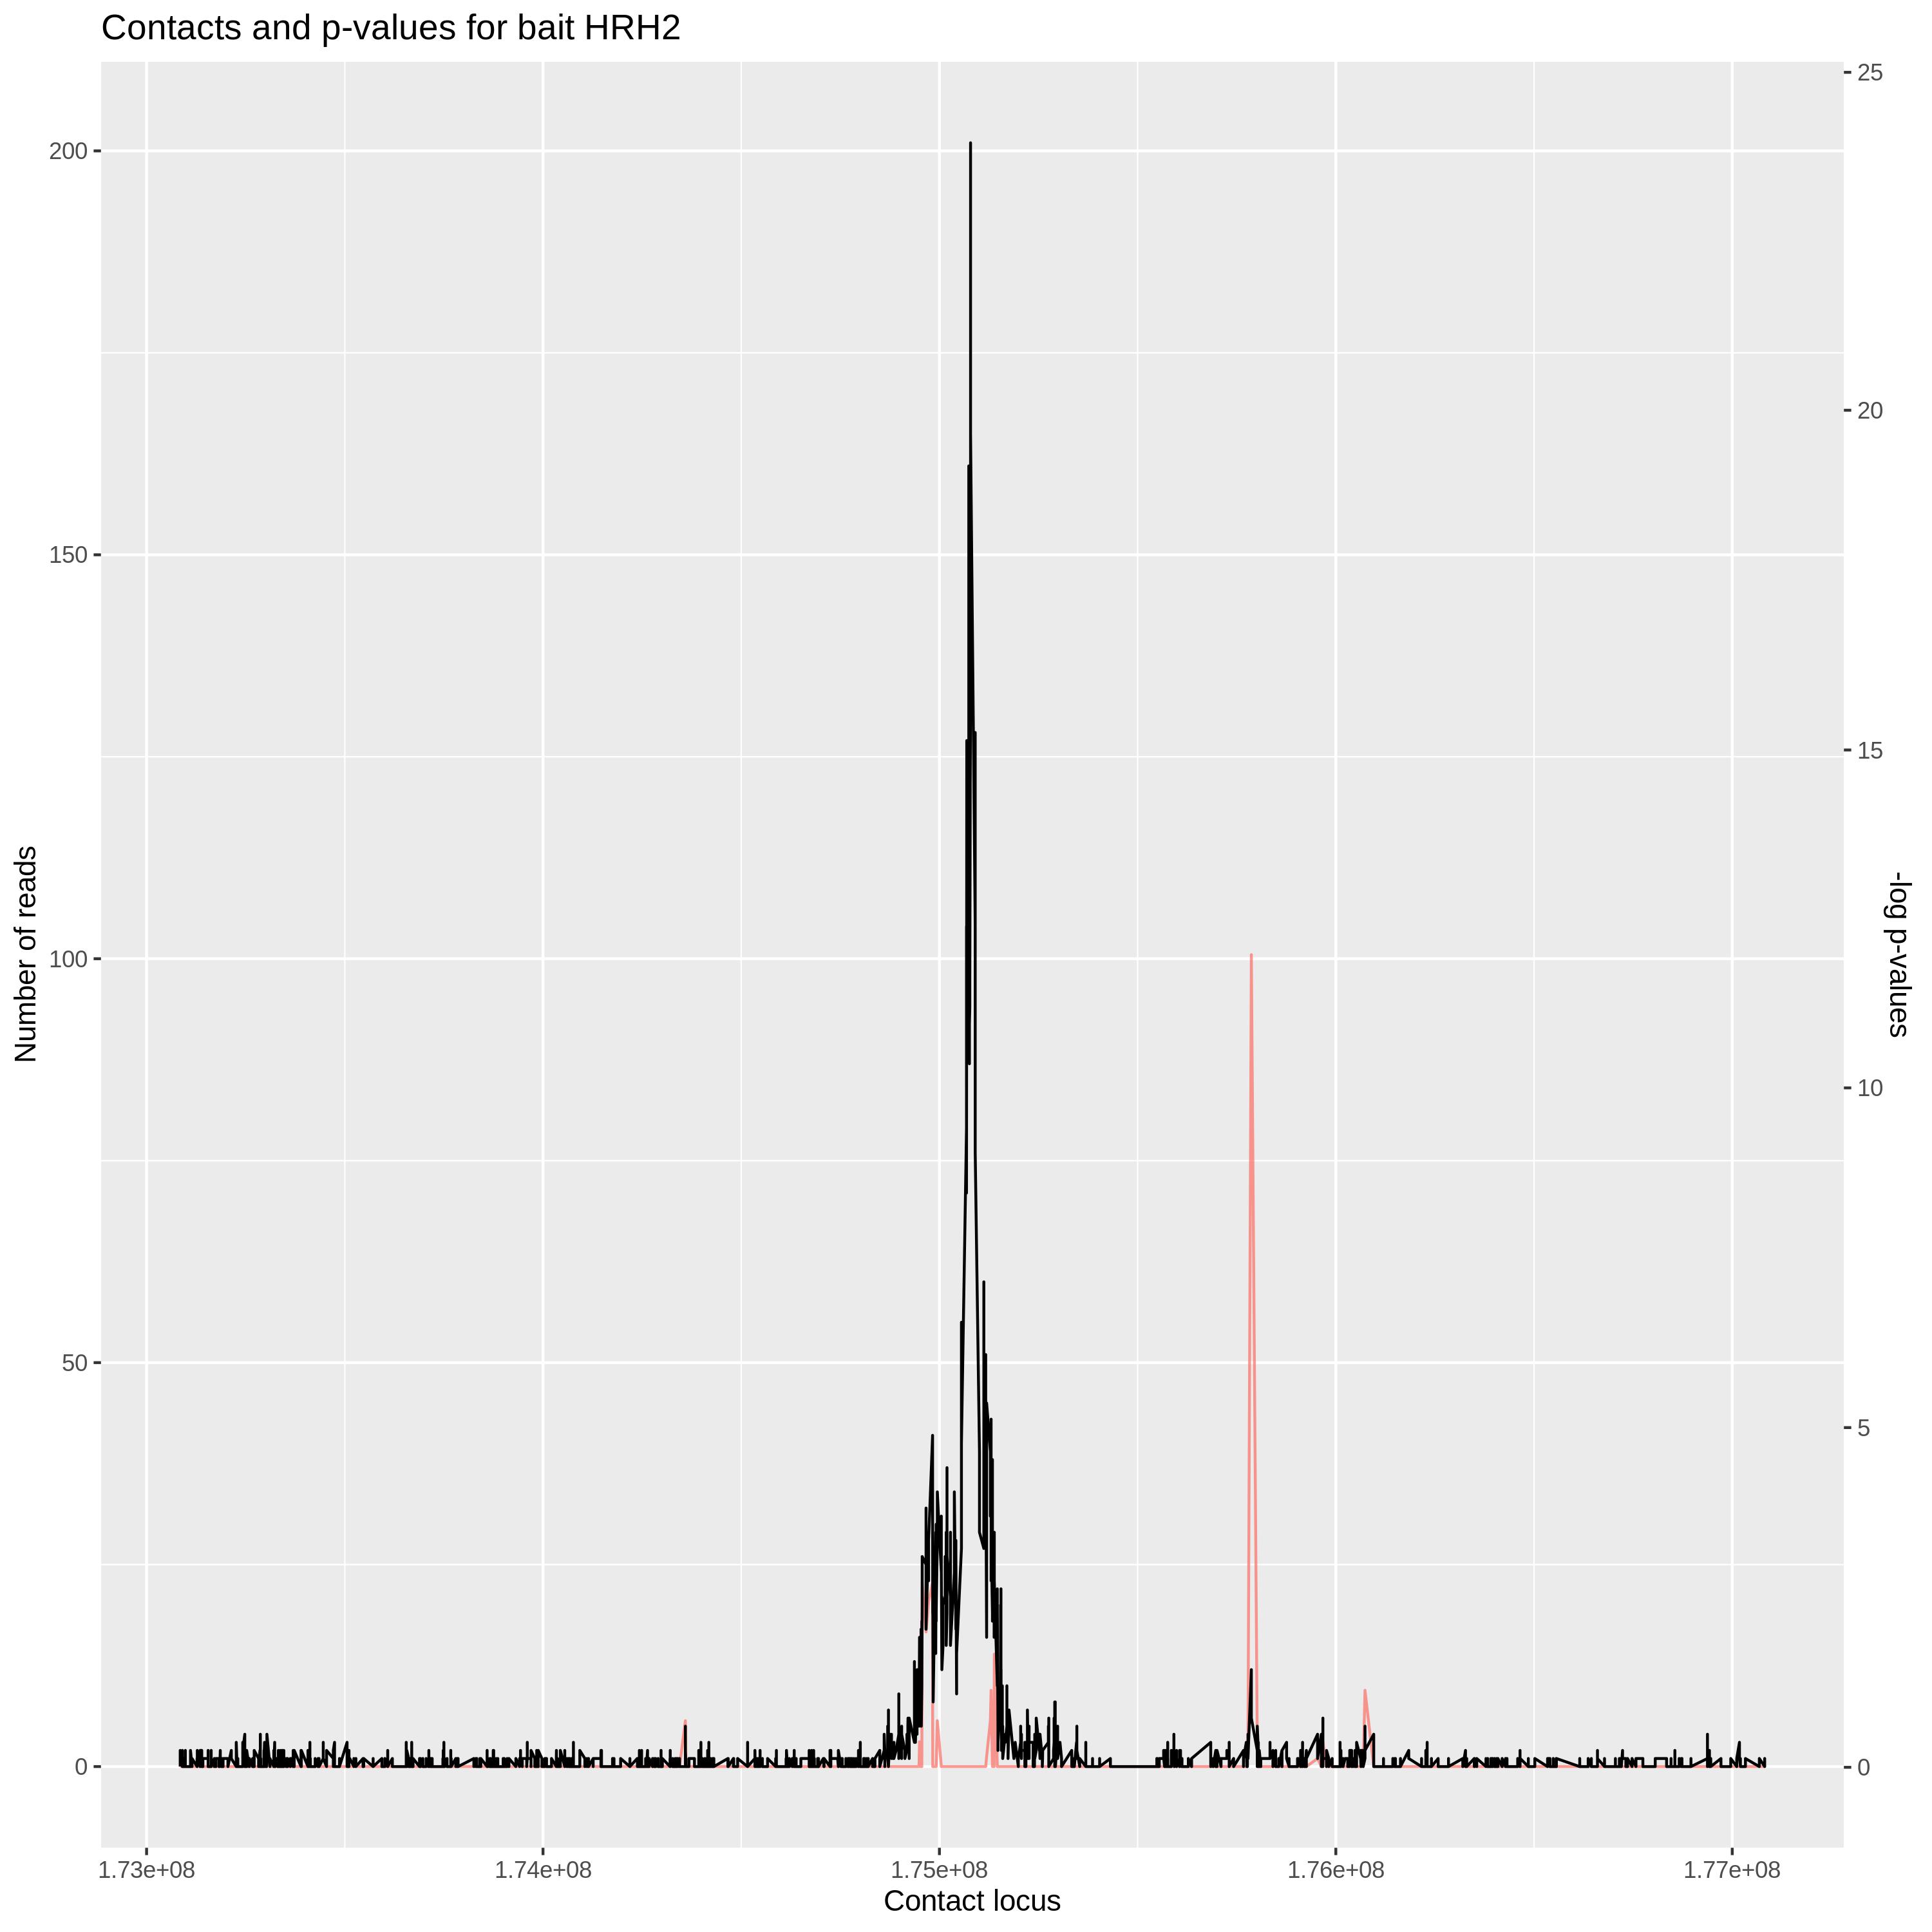 Contacts and p-values for bait HRH2
Number of reads
200
150
100
50
0
25
20
15
10
5
0
-log p-values
1.73e+08
1.74e+08
1.75e+08
1.76e+08
1.77e+08
Contact locus